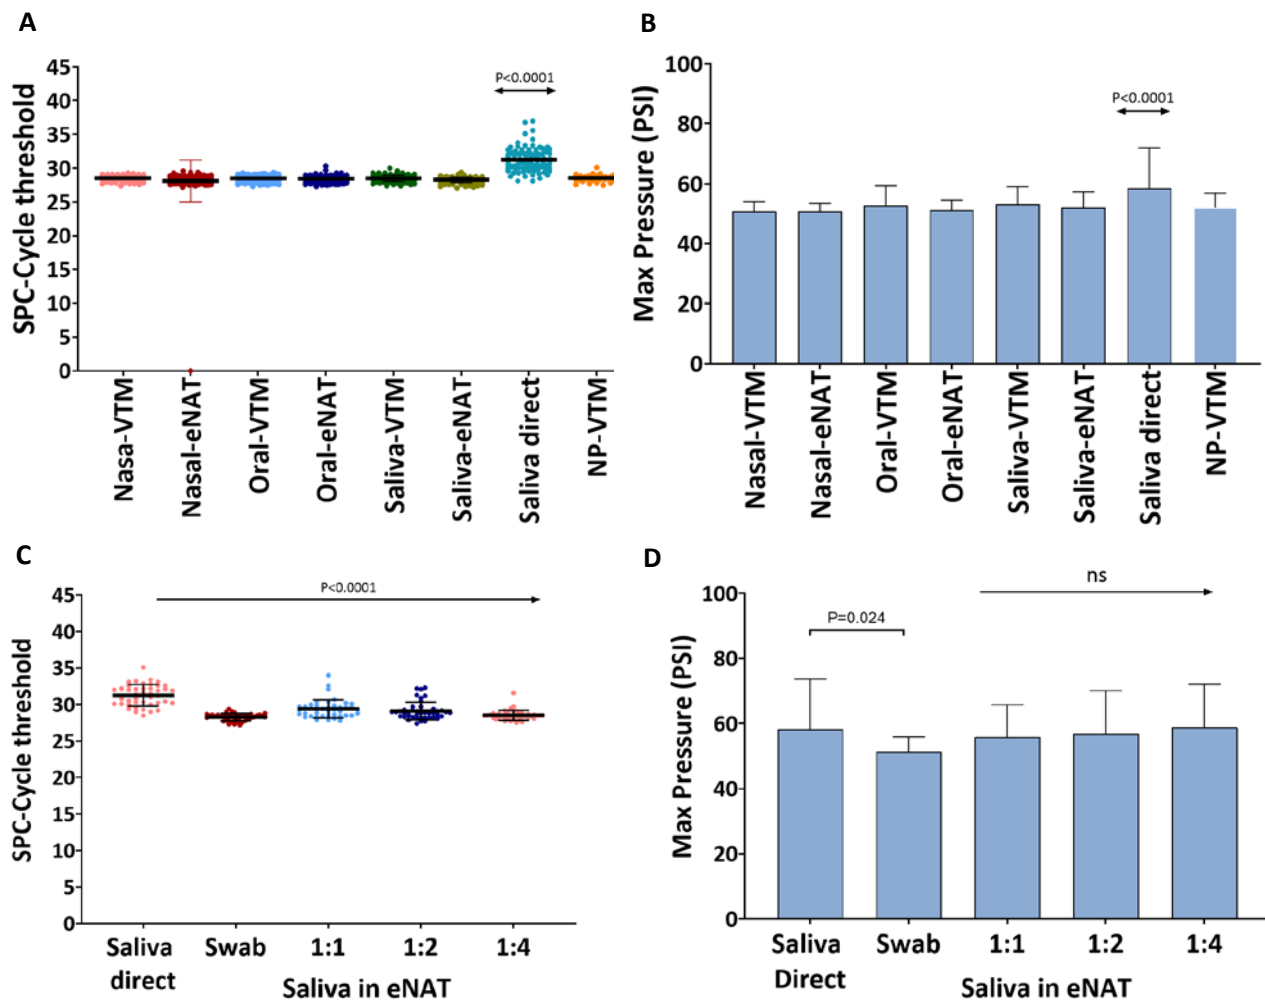 A
SPC-Cycle threshold
45
40
35
30
25
20
15
10
5
0
P<0.0001
Nasa-VTM
Nasal-eNAT
Oral-VTM
Oral-eNAT
Saliva-VTM
Saliva-eNAT
Saliva direct
NP-VTM
B
Max Pressure (PSI)
100
80
60
40
20
0
P<0.0001
Nasal-VTM
Nasal-eNAT
Oral-VTM
Oral-eNAT
Saliva-VTM
Saliva-eNAT
Saliva direct
NP-VTM
C
SPC-Cycle threshold
45
40
35
30
25
20
15
10
5
0
P<0.0001
Saliva direct
Swab
1:1
1:2
1:4
Saliva in eNAT
D
Max Pressure (PSI)
100
80
60
40
20
0
P=0.024
ns
Saliva Direct
Swab
1:1
1:2
1:4
Saliva in eNAT